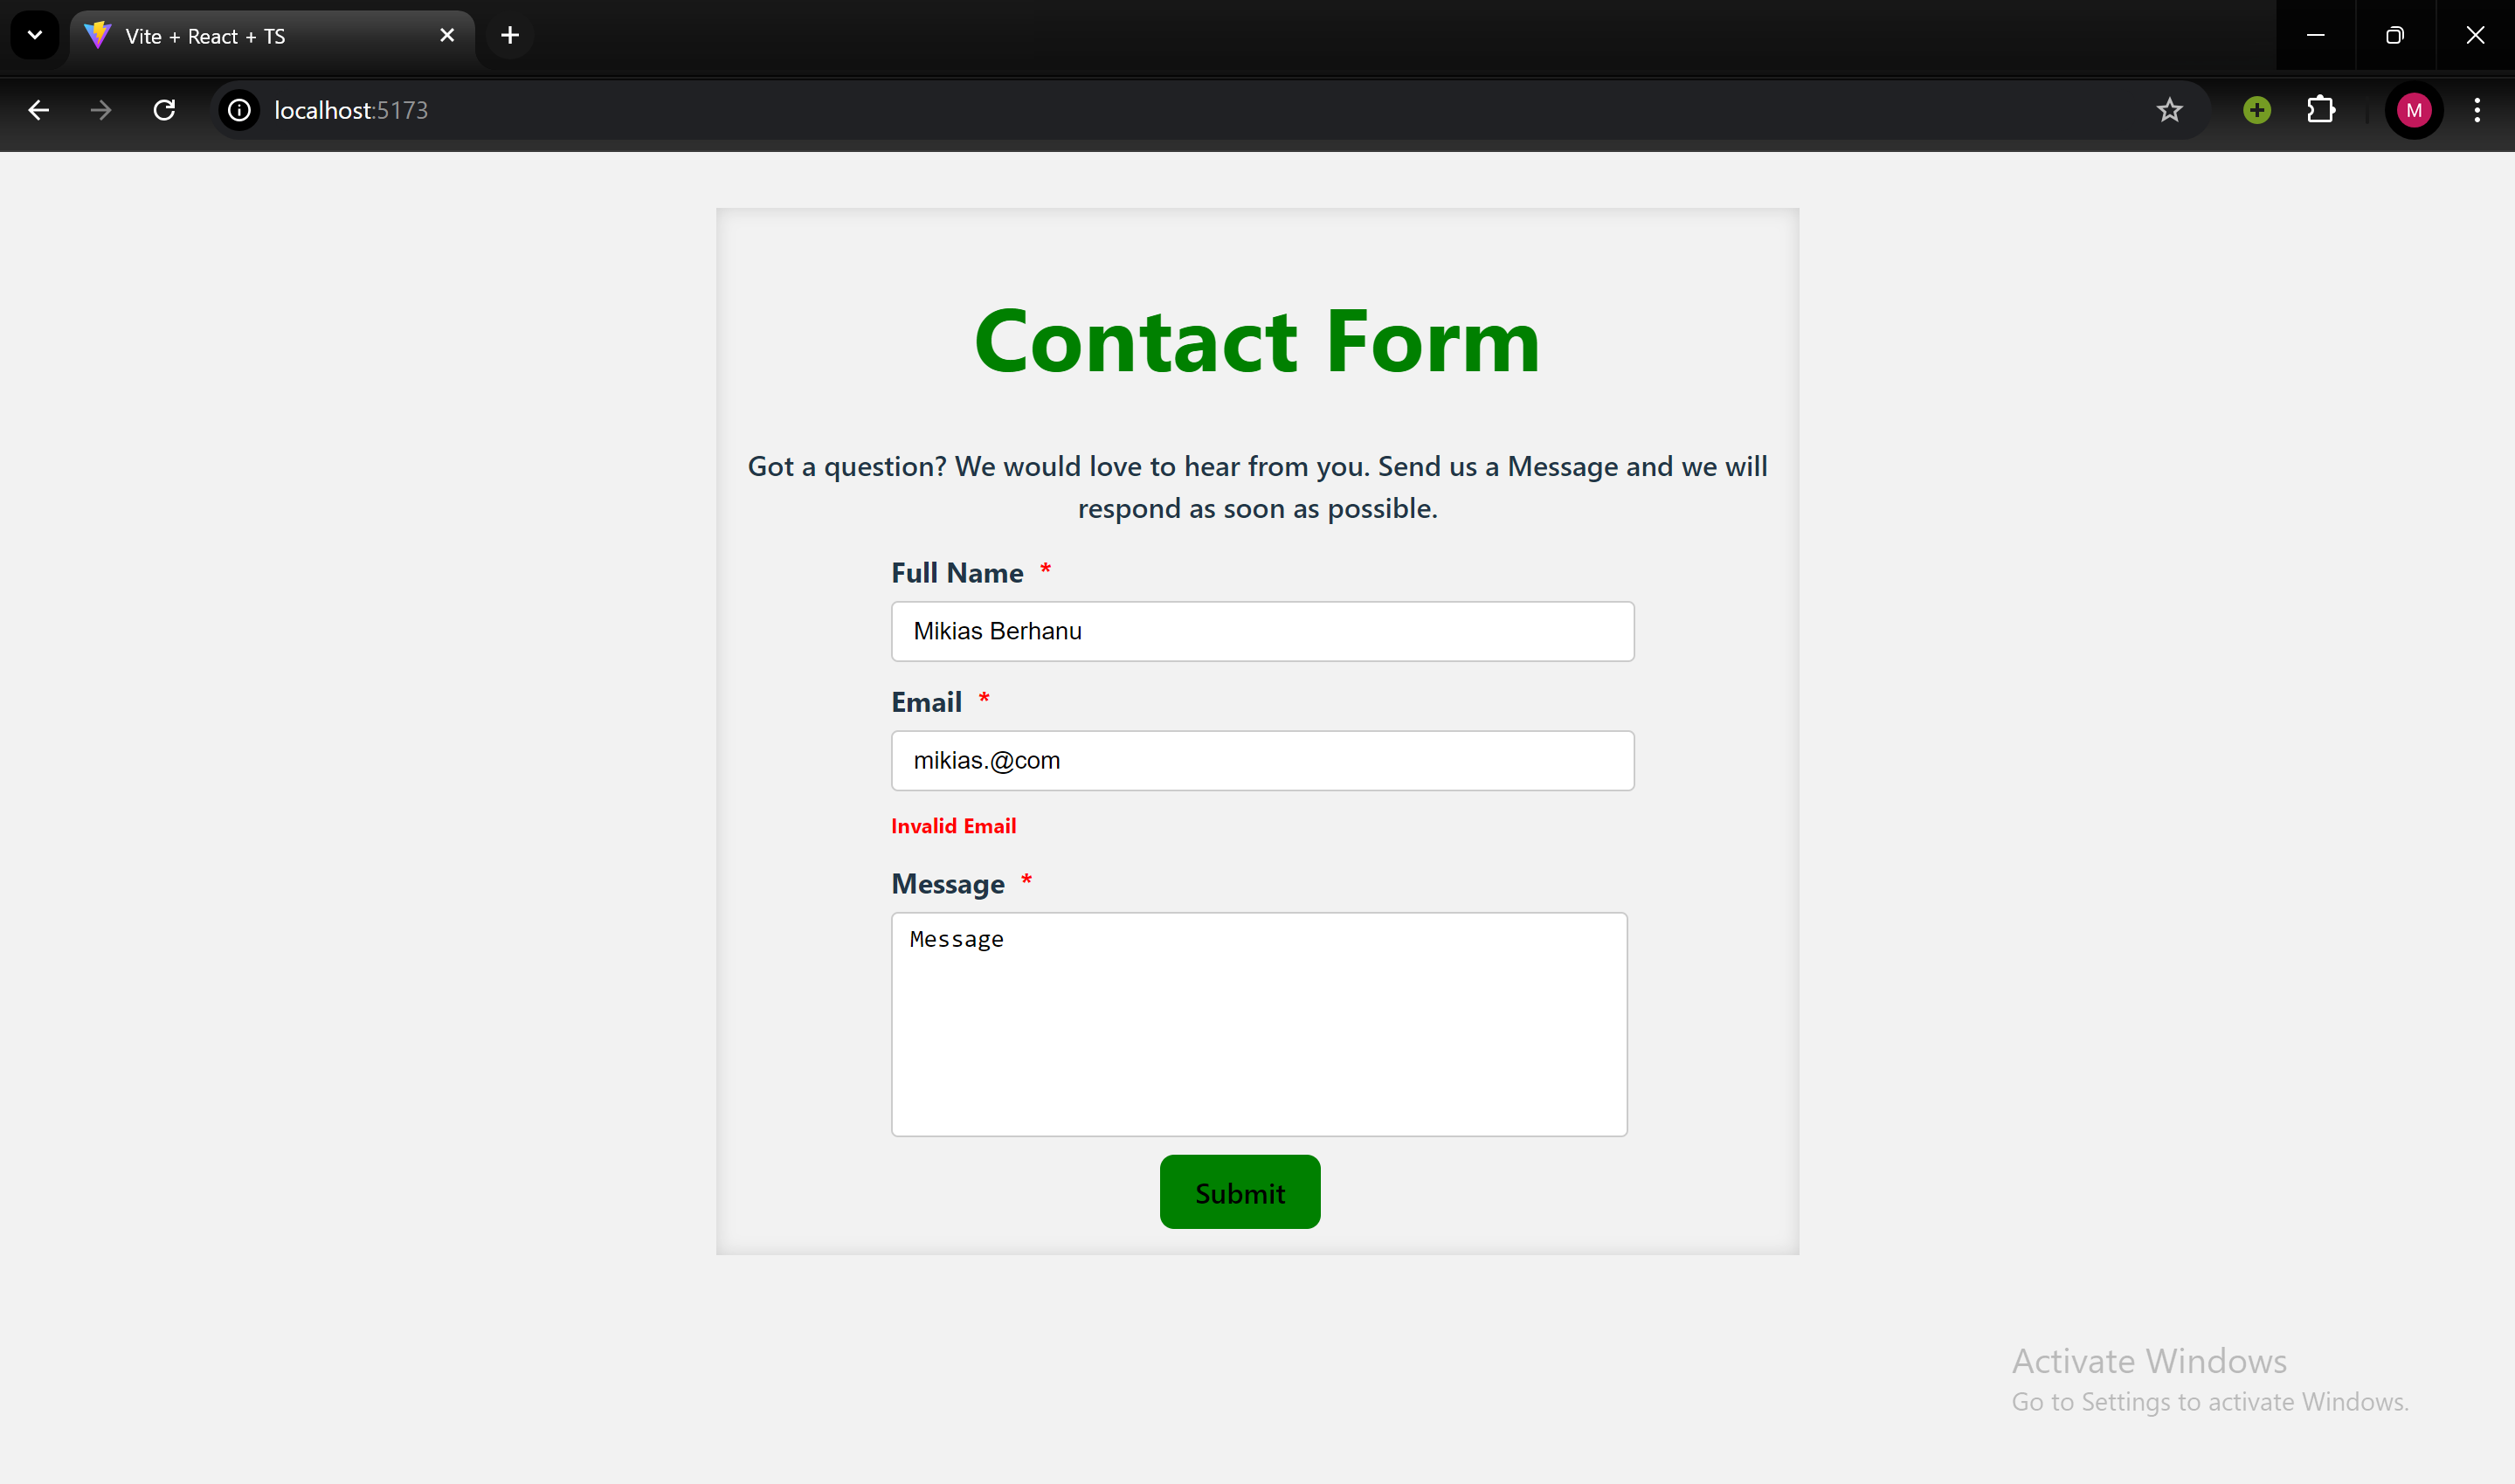 Vite + React + TS
localhost:5173
M
Contact Form
Got a question? We would love to hear from you. Send us a Message and we will
respond as soon as possible.
Full Name *
Mikias Berhanu
Email *
mikias.@com
Invalid Email
Message *
Message
Submit
Activate Windows
Go to Settings to activate Windows.